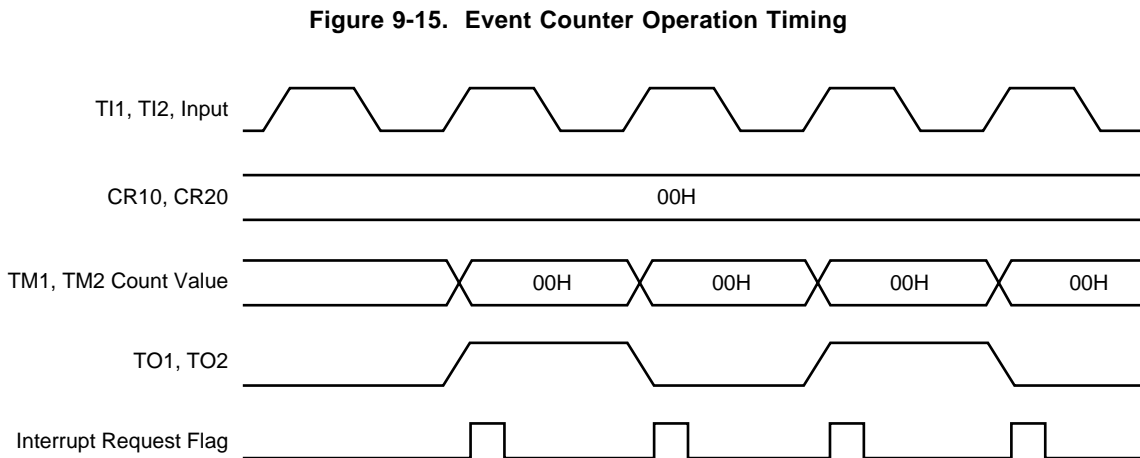 Figure 9-15. Event Counter Operation Timing
TI1, TI2, Input
CR10, CR20
00H
TM1, TM2 Count Value
00H 00H 00H 00H
TO1, TO2
Interrupt Request Flag